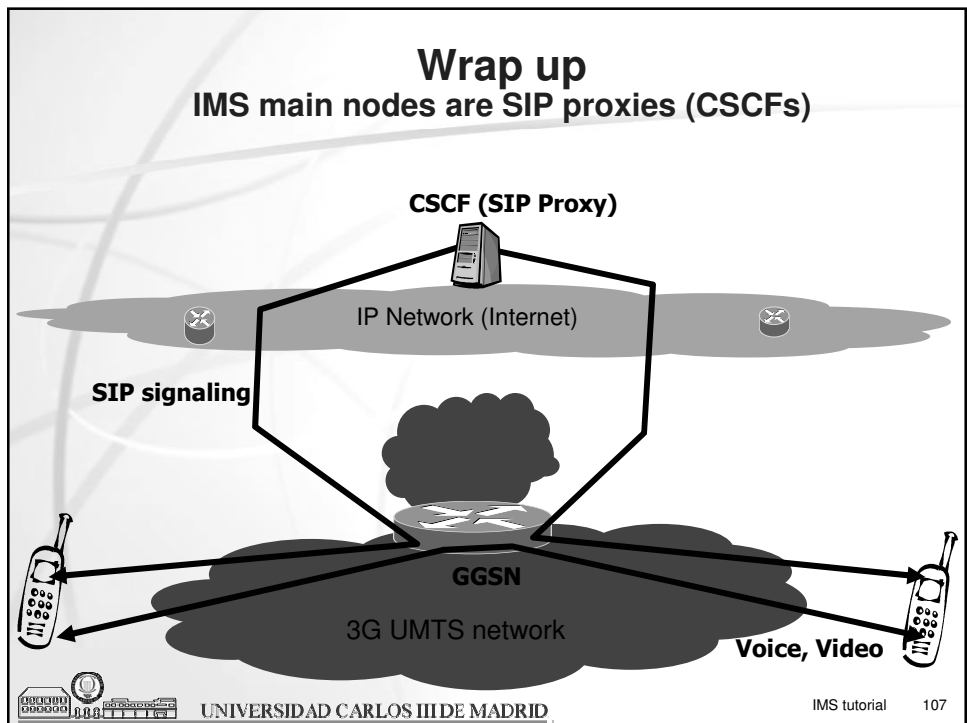 Wrap up
IMS main nodes are SIP proxies (CSCFs)
CSCF (SIP Proxy)
IP Network (Internet)
SIP signaling
GGSN
3G UMTS network
Voice, Video
UNIVERSIDAD CARLOS III DE MADRID
IMS tutorial 107